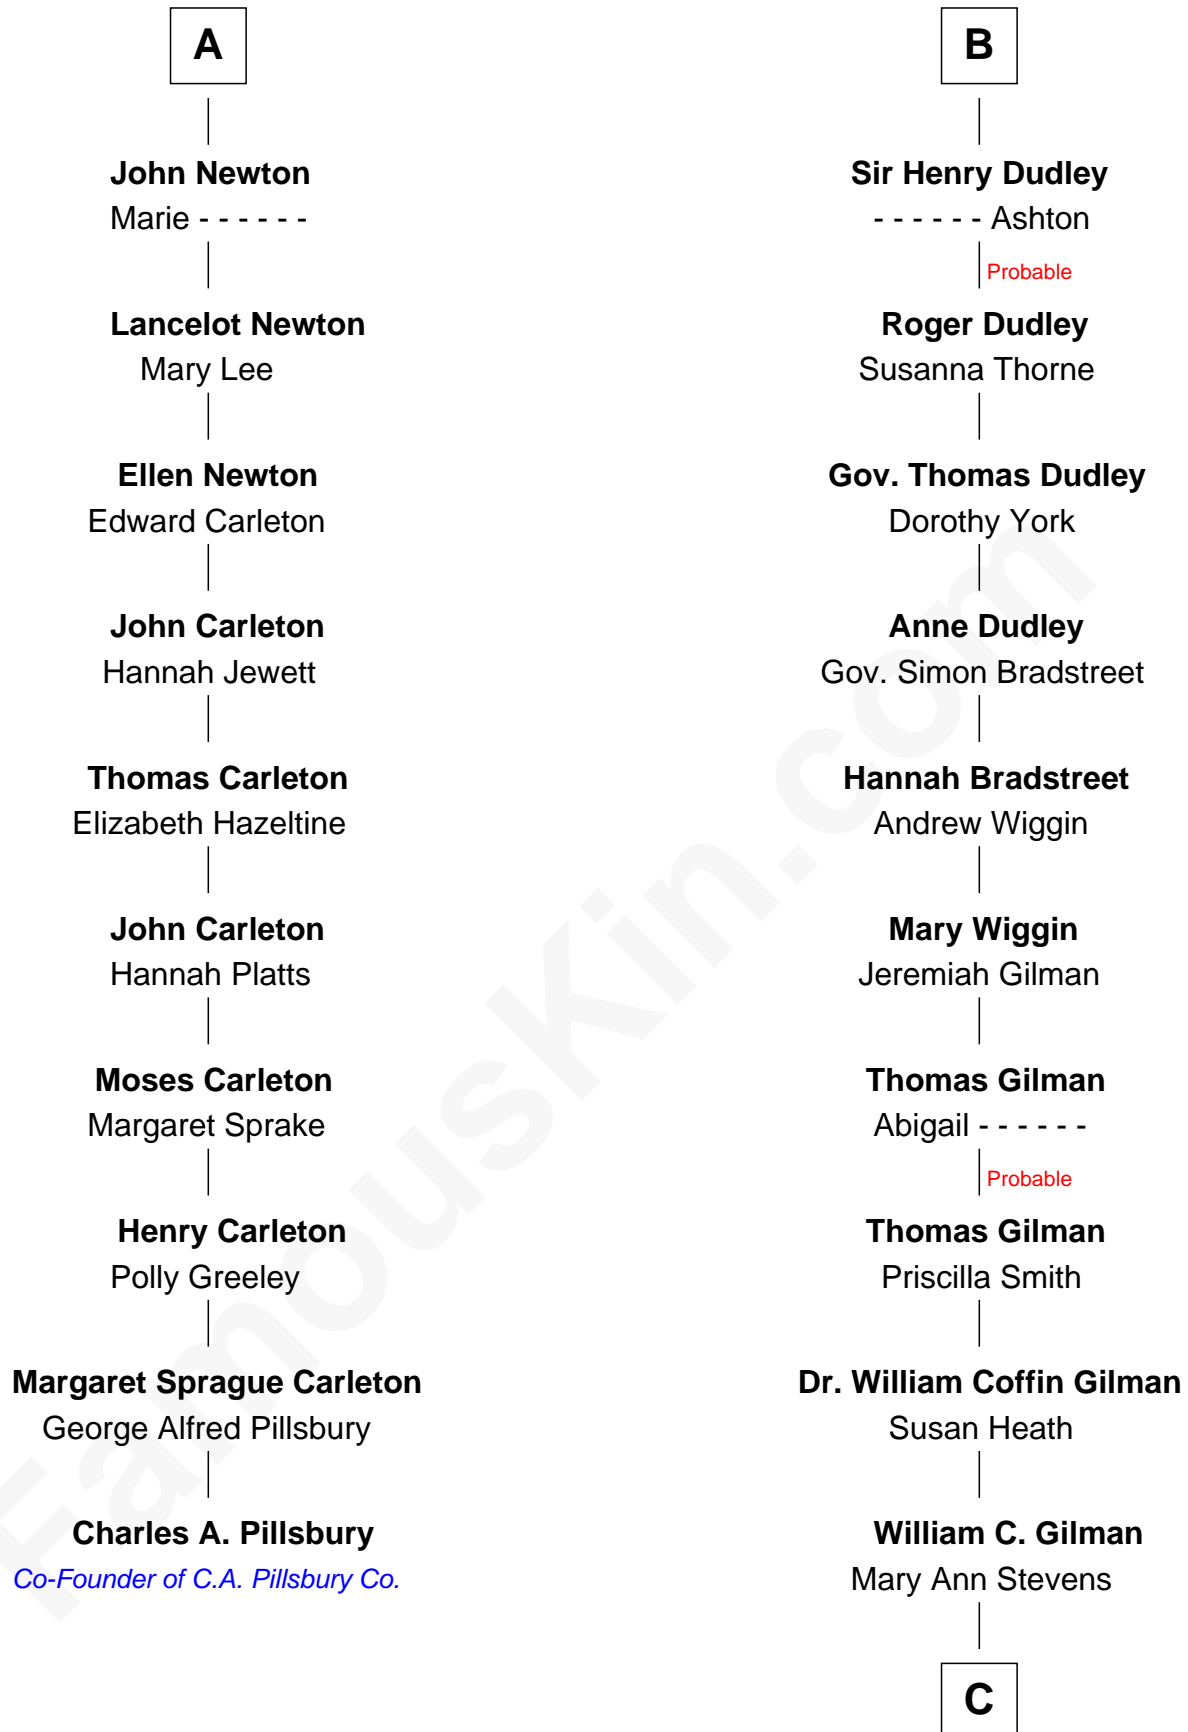 A
John Newton
Marie - - - - - -
Lancelot Newton
Mary Lee
Ellen Newton
Edward Carleton
John Carleton
Hannah Jewett
Thomas Carleton
Elizabeth Hazeltine
John Carleton
Hannah Platts
Moses Carleton
Margaret Sprake
Henry Carleton
Polly Greeley
Margaret Sprague Carleton
George Alfred Pillsbury
Charles A. Pillsbury
Co-Founder of C.A. Pillsbury Co.
B
Sir Henry Dudley
- - - - - - Ashton
Probable
Roger Dudley
Susanna Thorne
Gov. Thomas Dudley
Dorothy York
Anne Dudley
Gov. Simon Bradstreet
Hannah Bradstreet
Andrew Wiggin
Mary Wiggin
Jeremiah Gilman
Thomas Gilman
Abigail - - - - - -
Probable
Thomas Gilman
Priscilla Smith
Dr. William Coffin Gilman
Susan Heath
William C. Gilman
Mary Ann Stevens
C
FamousKin.com